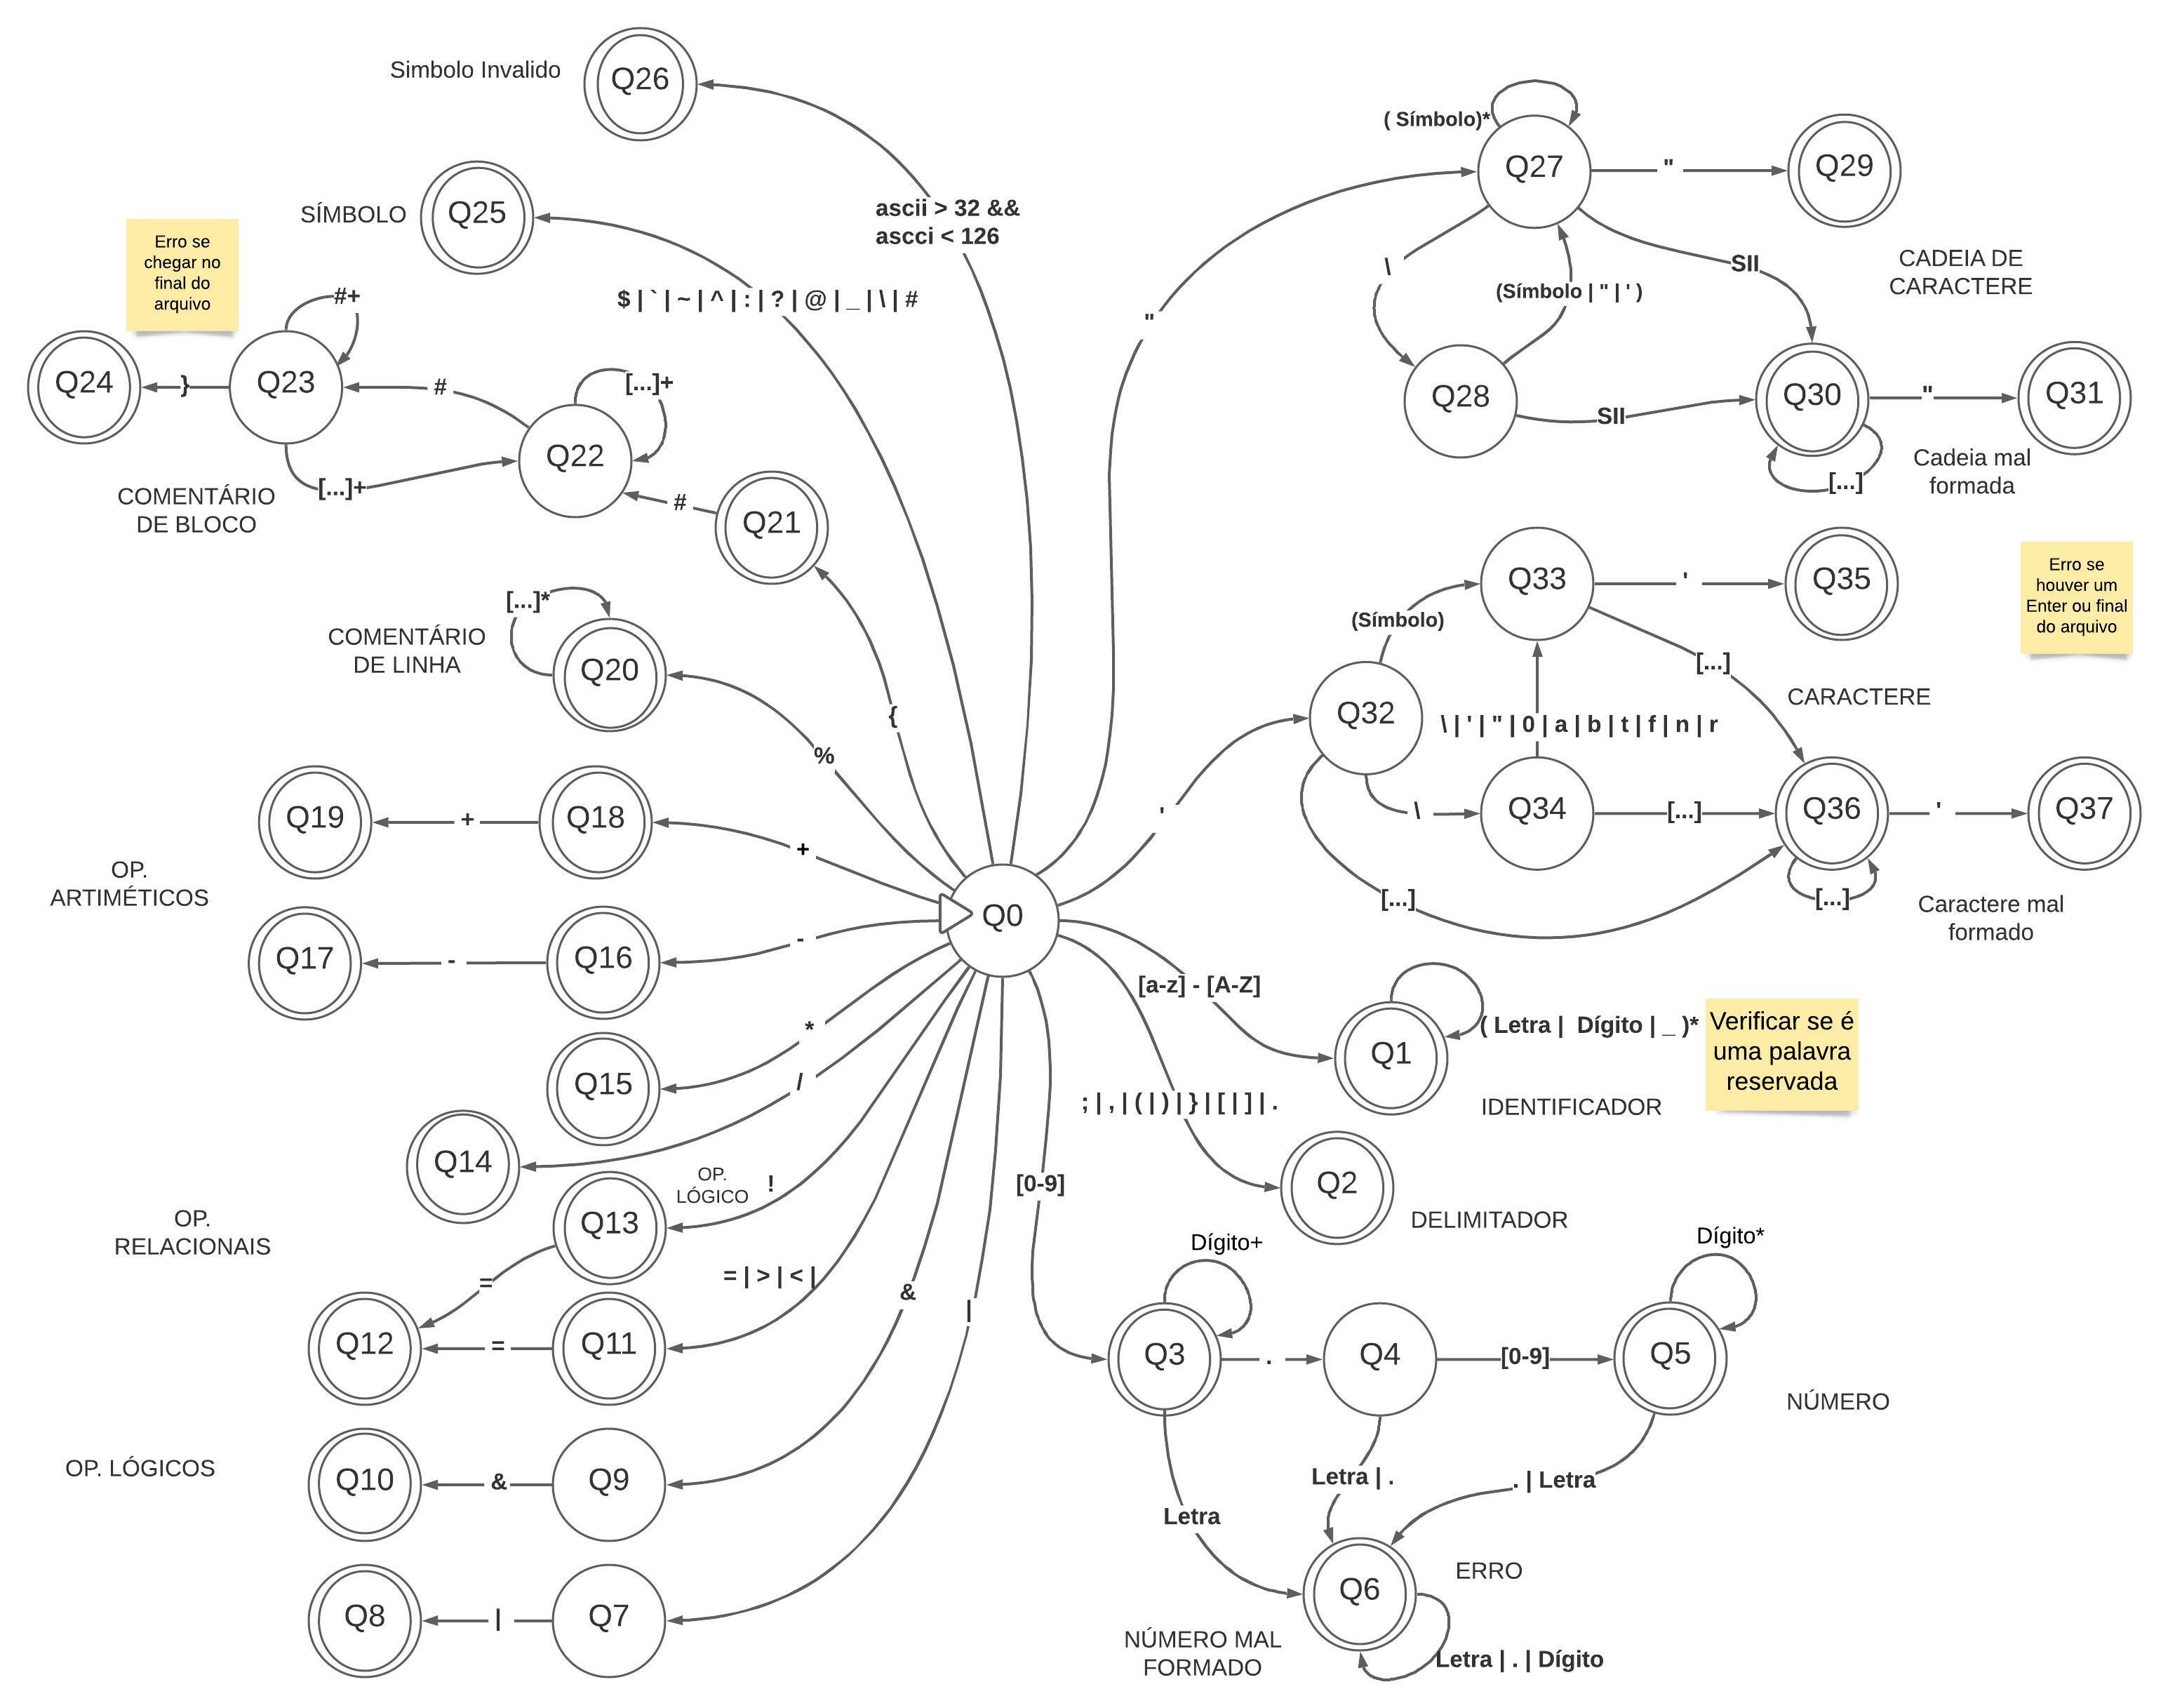 Simbolo Invalido
Q26
ascii > 32 &&
ascci < 126
SÍMBOLO
Q25
$ | ` | ~ | ^ | : | ? | @ | _ | \ | #
Erro se
chegar no
final do
arquivo
#+
Q24
}
Q23
#
[...]+
Q22
[...]+
#
Q21
COMENTÁRIO
DE BLOCO
{
[...]*
COMENTÁRIO
DE LINHA
Q20
%
Q19
+
Q18
+
OP.
ARTIMÉTICOS
Q17
-
Q16
-
Q15
*
Q14
/
Q0
OP.
LÓGICO
!
Q13
OP.
RELACIONAIS
=
Q12
=
Q11
= | > | < |
OP. LÓGICOS
Q10
&
Q9
&
Q8
|
Q7
|
( Símbolo)*
Q27
"
Q29
"
\
(Símbolo | " | ' )
SII
CADEIA DE
CARACTERE
Q28
SII
Q30
"
Q31
[...]
Cadeia mal
formada
Q33
'
Q35
Erro se
houver um
Enter ou final
do arquivo
(Símbolo)
[...]
CARACTERE
'
Q32
\ | ' | " | 0 | a | b | t | f | n | r
\
Q34
[...]
Q36
'
Q37
[...]
[...]
Caractere mal
formado
[a-z] - [A-Z]
Q1
( Letra |  Dígito | _ )*
Verificar se é
uma palavra
reservada
IDENTIFICADOR
; | , | ( | ) | } | [ | ] | .
Q2
DELIMITADOR
[0-9]
Dígito+
Dígito*
Q3
.
Q4
[0-9]
Q5
NÚMERO
Letra | .
. | Letra
Letra
Q6
ERRO
NÚMERO MAL
FORMADO
Letra | . | Dígito